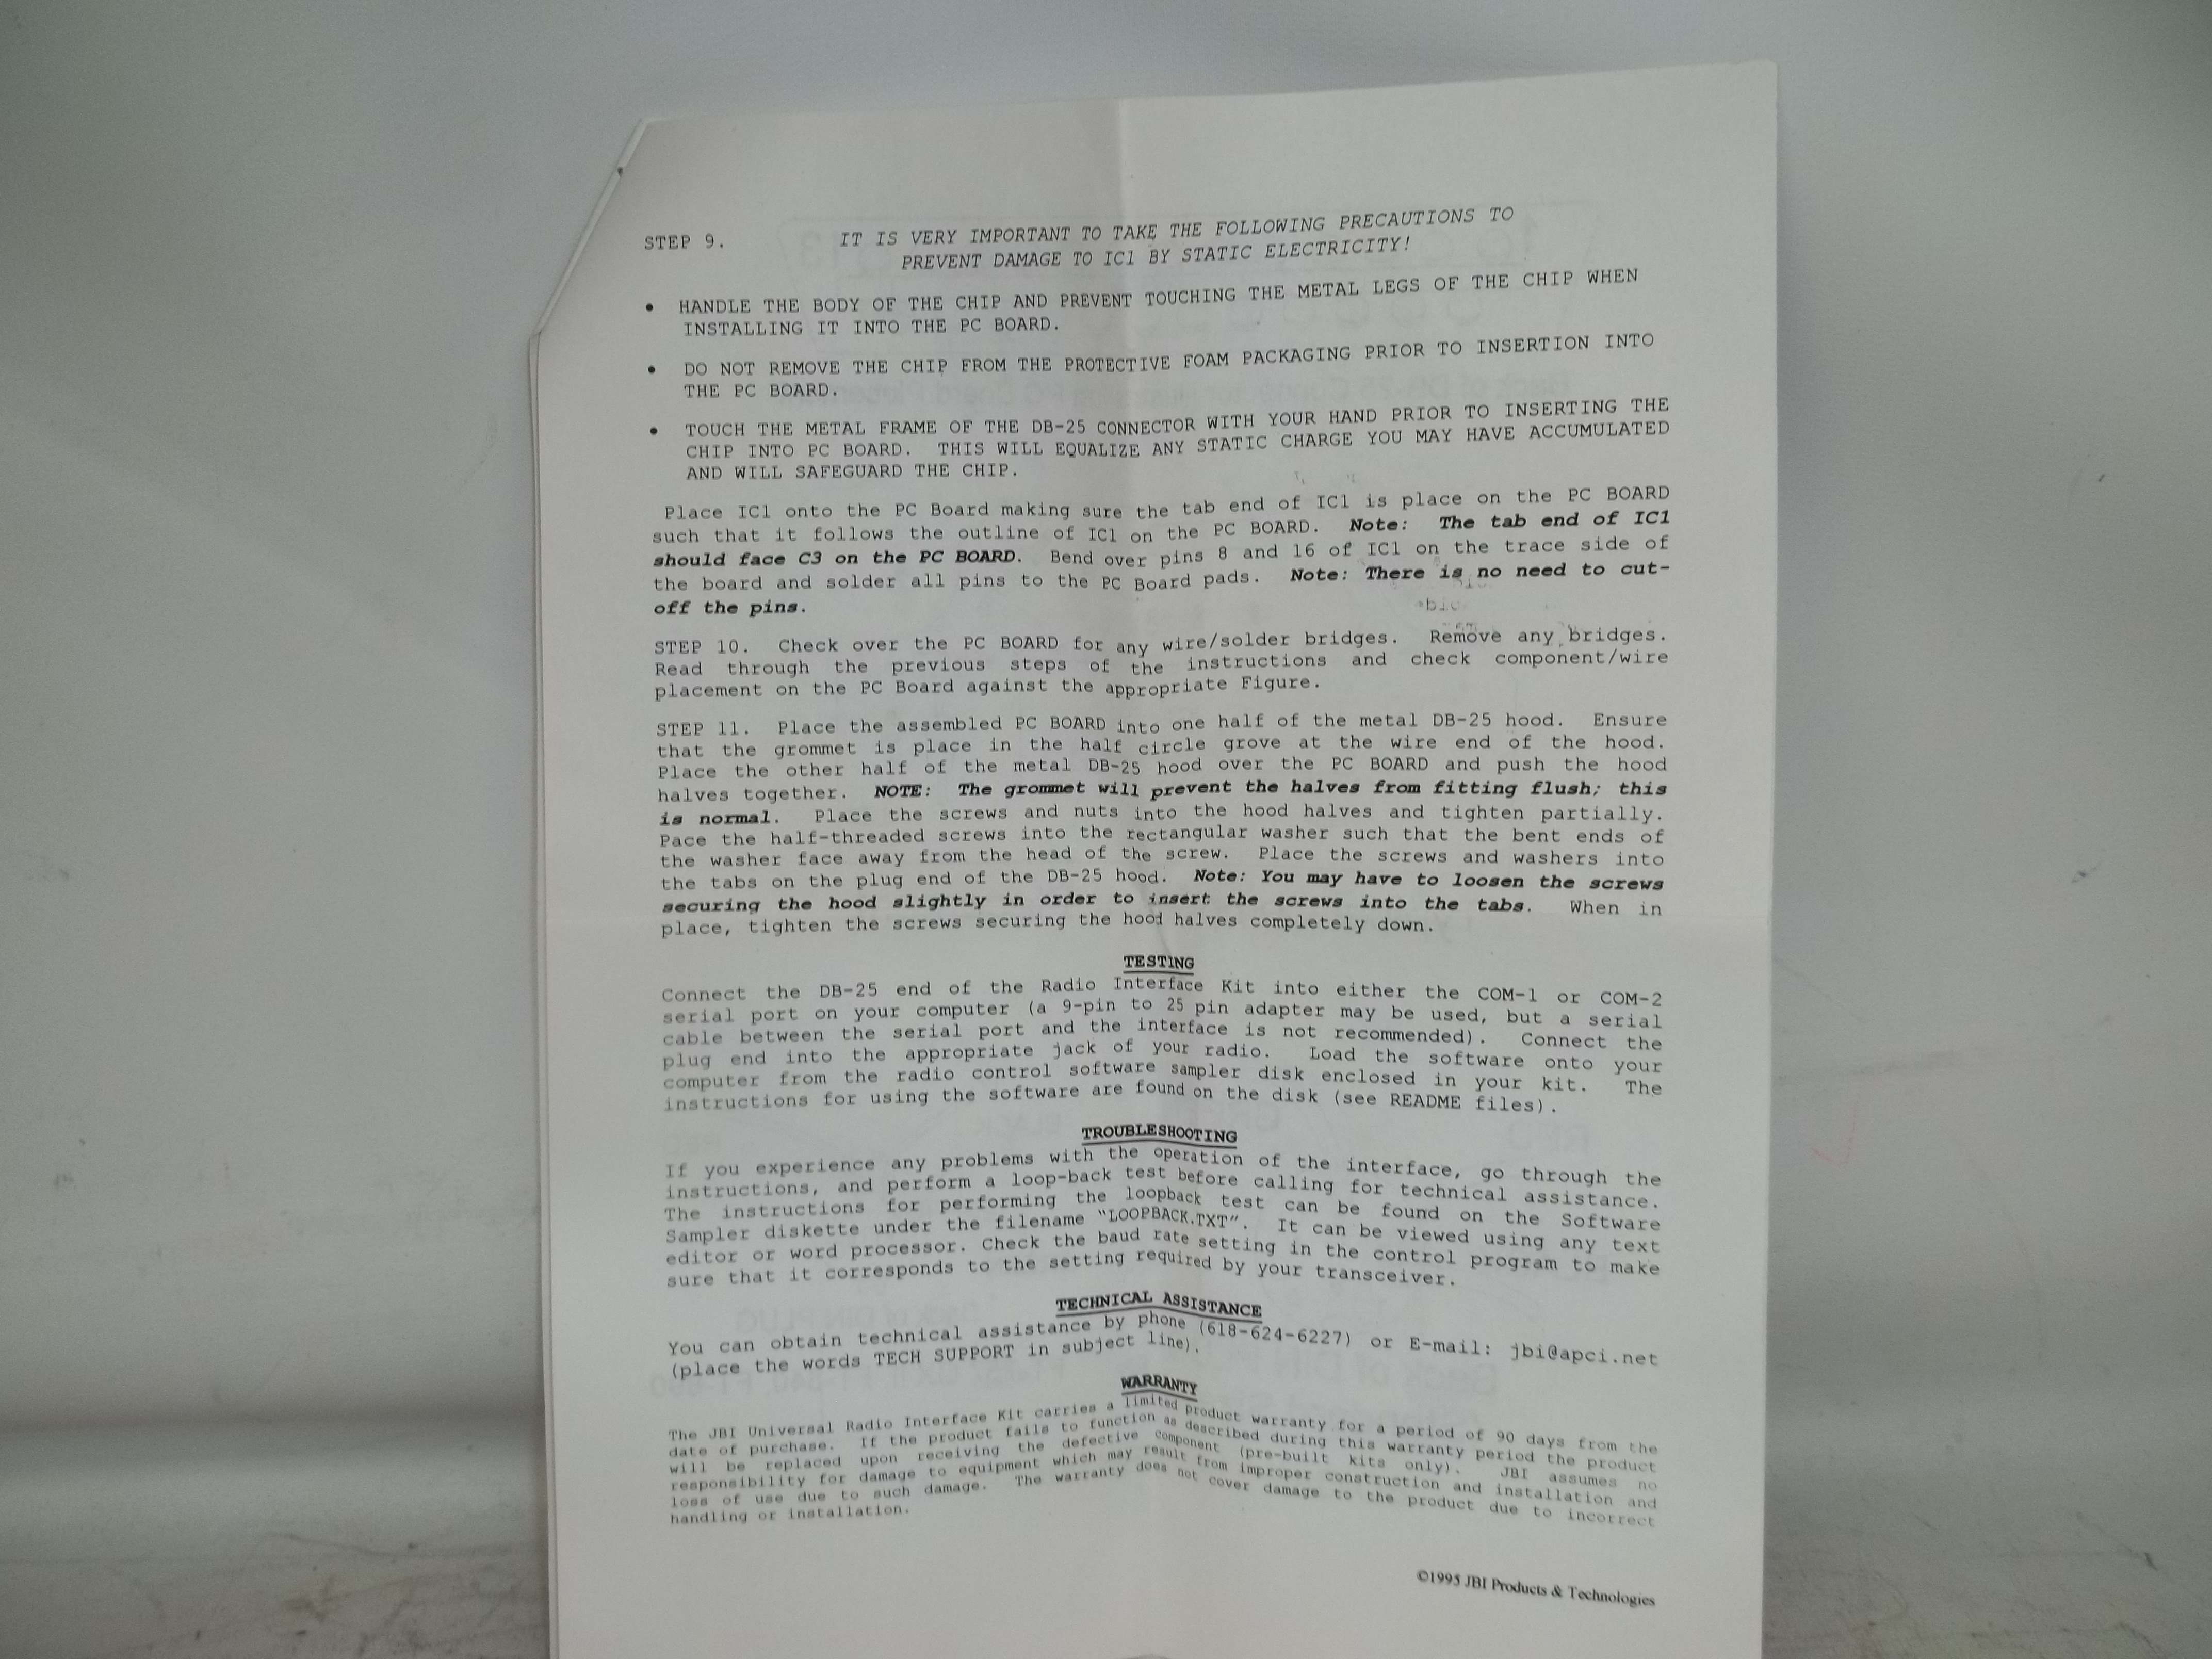 STEP 9. IT IS VERY IMPORTANT TO TAKE THE FOLLOWING PRECAUTIONS TO
PREVENT DAMAGE TO IC1 BY STATIC ELECTRICITY!
• HANDLE THE BODY OF THE CHIP AND PREVENT TOUCHING THE METAL LEGS OF THE CHIP WHEN
INSTALLING IT INTO THE PC BOARD.
• DO NOT REMOVE THE CHIP FROM THE PROTECTIVE FOAM PACKAGING PRIOR TO INSERTION INTO
THE PC BOARD.
• TOUCH THE METAL FRAME OF THE DB-25 CONNECTOR WITH YOUR HAND PRIOR TO INSERTING THE
CHIP INTO PC BOARD. THIS WILL EQUALIZE ANY STATIC CHARGE YOU MAY HAVE ACCUMULATED
AND WILL SAFEGUARD THE CHIP.
Place IC1 onto the PC Board making sure the tab end of IC1 is place on the PC BOARD
such that it follows the outline of IC1 on the PC BOARD. Note: The tab end of IC1
should face C3 on the PC BOARD. Bend over pins 8 and 16 of IC1 on the trace side of
the board and solder all pins to the PC Board pads. Note: There is no need to cut-
off the pins.
STEP 10. Check over the PC BOARD for any wire/solder bridges. Remove any bridges.
Read through the previous steps of the instructions and check component/wire
placement on the PC Board against the appropriate Figure.
STEP 11. Place the assembled PC BOARD into one half of the metal DB-25 hood. Ensure
that the grommet is place in the half circle grove at the wire end of the hood.
Place the other half of the metal DB-25 hood over the PC BOARD and push the hood
halves together. NOTE: The grommet will prevent the halves from fitting flush; this
is normal. Place the screws and nuts into the hood halves and tighten partially.
Pace the half-threaded screws into the rectangular washer such that the bent ends of
the washer face away from the head of the screw. Place the screws and washers into
the tabs on the plug end of the DB-25 hood. Note: You may have to loosen the screws
securing the hood slightly in order to insert the screws into the tabs. When in
place, tighten the screws securing the hood halves completely down.
TESTING
Connect the DB-25 end of the Radio Interface Kit into either the COM-1 or COM-2
serial port on your computer (a 9-pin to 25 pin adapter may be used, but a serial
cable between the serial port and the interface is not recommended). Connect the
plug end into the appropriate jack of your radio. Load the software onto your
computer from the radio control software sampler disk enclosed in your kit. The
instructions for using the software are found on the disk (see README files).
TROUBLESHOOTING
If you experience any problems with the operation of the interface, go through the
instructions, and perform a loop-back test before calling for technical assistance.
The instructions for performing the loopback test can be found on the Software
Sampler diskette under the filename “LOOPBACK.TXT”. It can be viewed using any text
editor or word processor. Check the baud rate setting in the control program to make
sure that it corresponds to the setting required by your transceiver.
TECHNICAL ASSISTANCE
You can obtain technical assistance by phone (618-624-6227) or E-mail: jbi@apci.net
(place the words TECH SUPPORT in subject line).
WARRANTY
The JBI Universal Radio Interface Kit carries a limited product warranty for a period of 90 days from the
date of purchase. If the product fails to function as described during this warranty period the product
will be replaced upon receiving the defective component (pre-built kits only). JBI assumes no
responsibility for damage to equipment which may result from improper construction and installation and
loss of use due to such damage. The warranty does not cover damage to the product due to incorrect
handling or installation.
©1995 JBI Products & Technologies